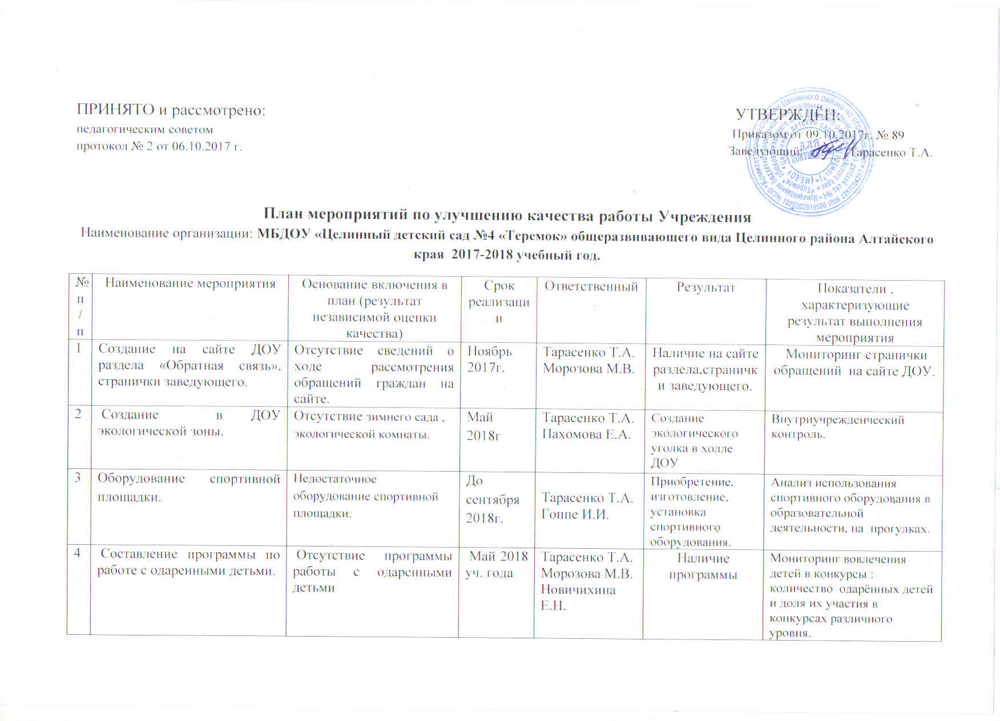 ПРИНЯТО и рассмотрено:
педагогическим советом
протокол № 2 от 06.10.2017 г.
УТВЕРЖДЁН:
Приказом от 09.10.2017г. № 89
Заведующий: Тарасенко Т.А.
ДЛЯ
ДОКУМЕНТОВ
ОГРН 1022202915560 ИНН 2287004287
План мероприятий по улучшению качества работы Учреждения
Наименование организации: МБДОУ «Целинный детский сад №4 «Теремок» общеразвивающего вида Целинного района Алтайского
края 2017-2018 учебный год.
№
п
/
п
Наименование мероприятия
Основание включения в
план (результат
независимой оценки
качества)
Срок
реализаци
и
Ответственный
.
Результат
Показатели ,
характеризующие
результат выполнения
мероприятия
1
Создание на сайте ДОУ
раздела «Обратная связь»,
странички заведующего.
Отсутствие сведений о
ходе рассмотрения
обращений граждан на
сайте.
Ноябрь
2017г.
Тарасенко Т.А.
Морозова М.В.
Наличие на сайте
раздела,страничк
и заведующего.
Мониторинг странички
обращений на сайте ДОУ.
2
Создание в ДОУ
экологической зоны.
Отсутствие зимнего сада ,
экологической комнаты.
Май
2018г
Тарасенко Т.А.
Пахомова Е.А.
Создание
экологического
уголка в холле
ДОУ
Внутриучрежденческий
контроль.
3
Оборудование спортивной
площадки.
Недостаточное
оборудование спортивной
площадки.
До
сентября
2018г.
Тарасенко Т.А.
Гоппе И.И.
Приобретение,
изготовление,
установка
спортивного
оборудования.
Анализ использования
спортивного оборудования в
образовательной
деятельности, на прогулках.
4
Составление программы по
работе с одаренными детьми.
Отсутствие программы
работы с одаренными
детьми
Май 2018
уч. года
Тарасенко Т.А.
Морозова М.В.
Новичихина
Е.Н.
Наличие
программы
Мониторинг вовлечения
детей в конкурсы :
количество одарённых детей
и доля их участия в
конкурсах различного
уровня.